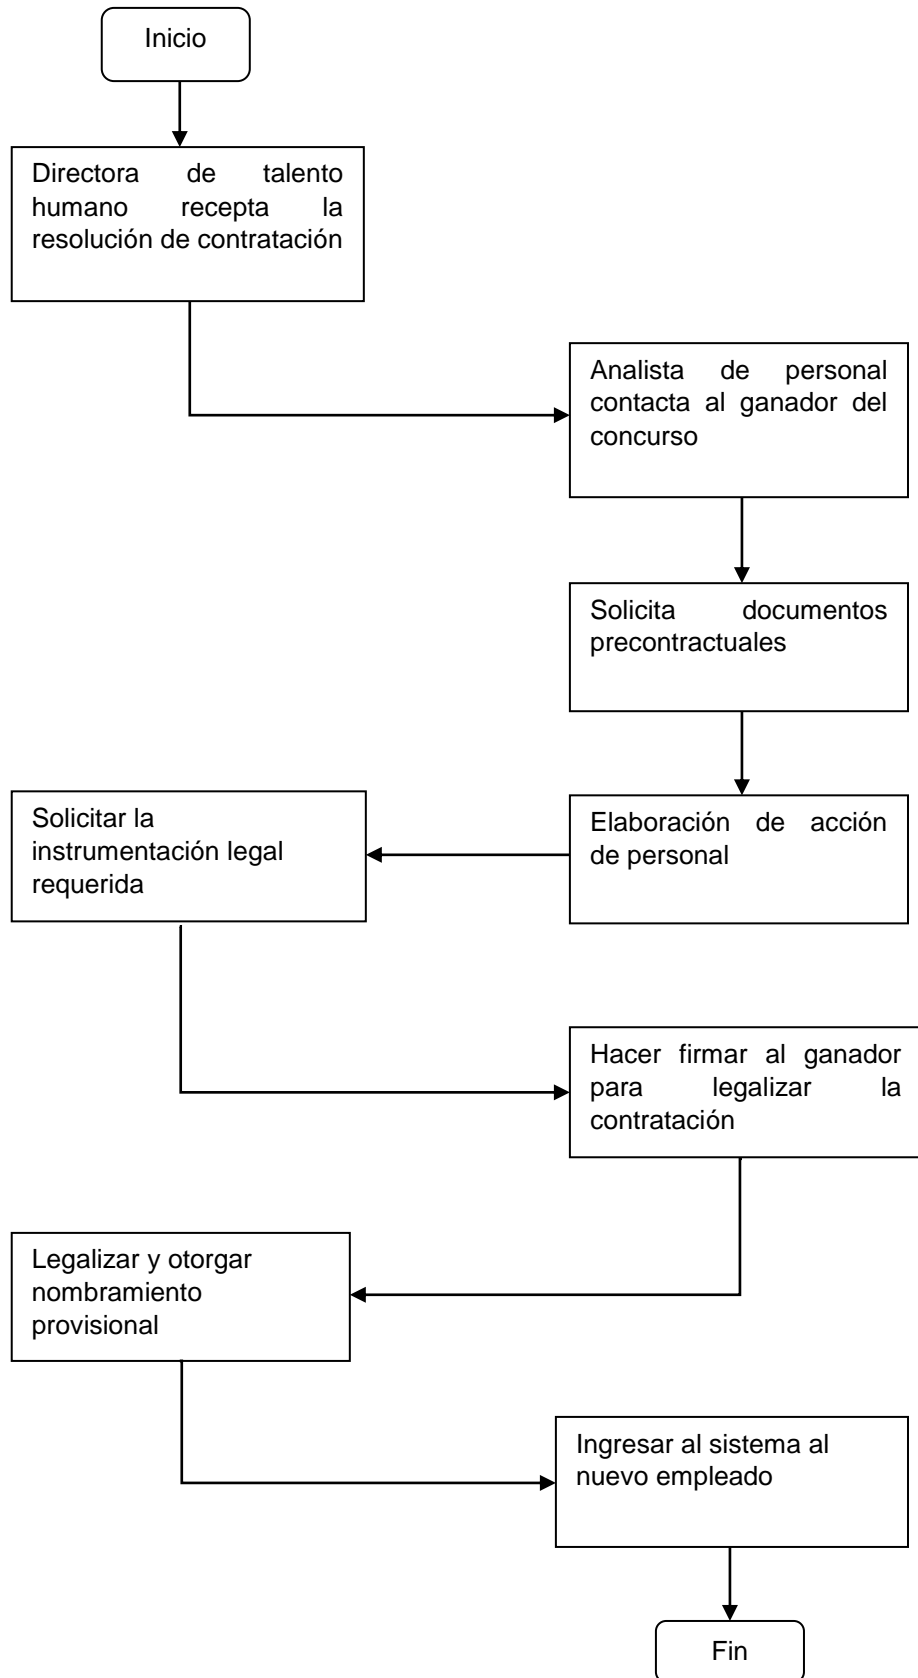 Inicio
Directora de talento
humano recepta la
resolución de contratación
Analista de personal
contacta al ganador del
concurso
Solicita documentos
precontractuales
Elaboración de acción
de personal
Solicitar la
instrumentación legal
requerida
Hacer firmar al ganador
para legalizar la
contratación
Legalizar y otorgar
nombramiento
provisional
Ingresar al sistema al
nuevo empleado
Fin